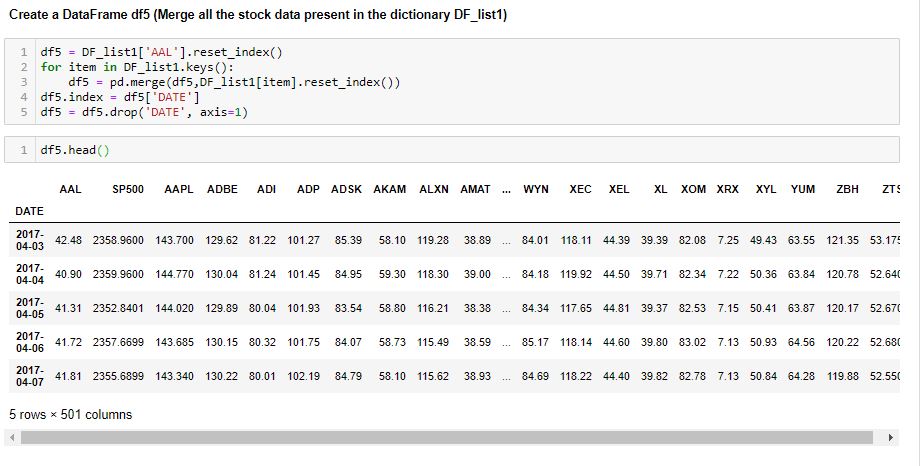 Create a DataFrame df5 (Merge all the stock data present in the dictionary DF_list1)
1 df5 = DF_list1['AAL'].reset_index()
2 for item in DF_list1.keys():
3     df5 = pd.merge(df5,DF_list1[item].reset_index())
4 df5.index = df5['DATE']
5 df5 = df5.drop('DATE', axis=1)
1 df5.head()
AAL SP500 AAPL ADBE ADI ADP ADSK AKAM ALXN AMAT ... WYN XEC XEL XL XOM XRX XYL YUM ZBH ZTS
DATE
2017-
04-03 42.48 2358.9600 143.700 129.62 81.22 101.27 85.39 58.10 119.28 38.89 ... 84.01 118.11 44.39 39.39 82.08 7.25 49.43 63.55 121.35 53.175
2017-
04-04 40.90 2359.9600 144.770 130.04 81.24 101.45 84.95 59.30 118.30 39.00 ... 84.18 119.92 44.50 39.71 82.34 7.22 50.36 63.84 120.78 52.640
2017-
04-05 41.31 2352.8401 144.020 129.89 80.04 101.93 83.54 58.80 116.21 38.38 ... 84.34 117.65 44.81 39.37 82.53 7.15 50.41 63.87 120.17 52.670
2017-
04-06 41.72 2357.6699 143.685 130.15 80.32 101.75 84.07 58.73 115.49 38.59 ... 85.17 118.14 44.60 39.80 83.02 7.13 50.93 64.56 120.22 52.680
2017-
04-07 41.81 2355.6899 143.340 130.22 80.01 102.19 84.79 58.10 115.62 38.93 ... 84.69 118.22 44.40 39.82 82.78 7.13 50.84 64.28 119.88 52.550
5 rows × 501 columns